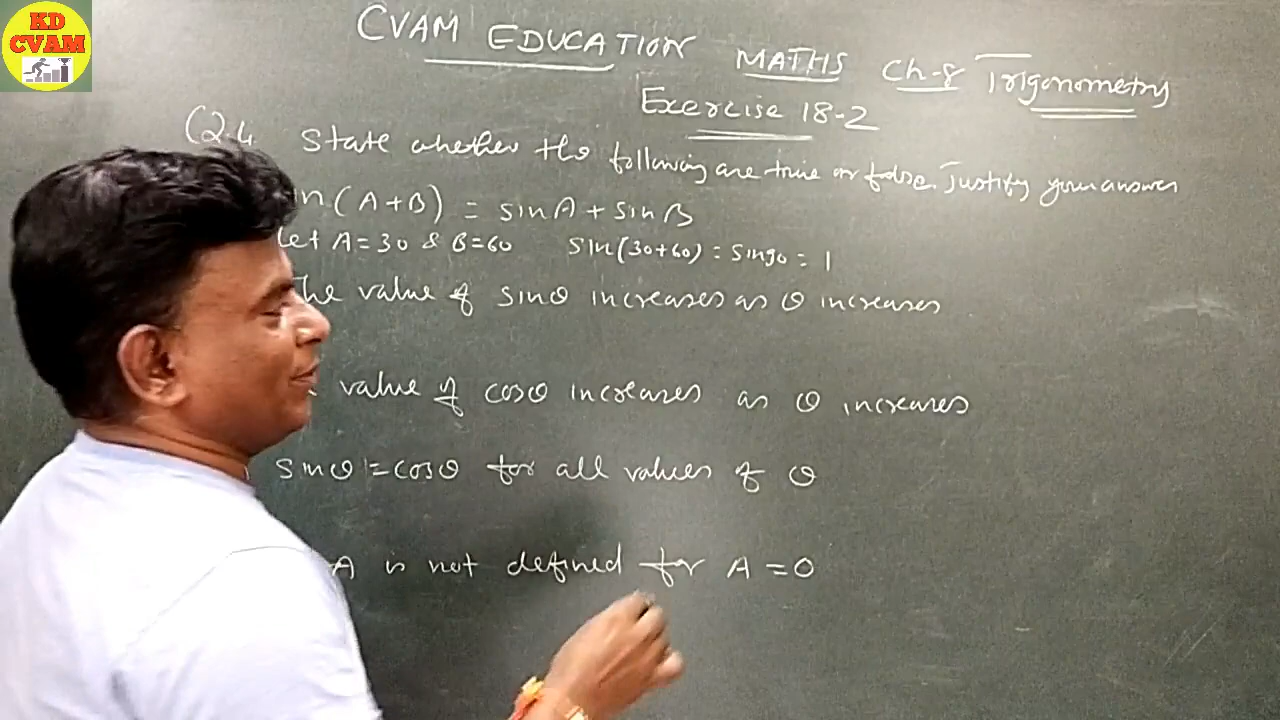 KD
CVAM
CVAM EDUCATION MATHS Ch-8 Trigonometry
Exercise 18-2
Q.4 State whether the following are true or false. Justify your answer
in(A+B) = sinA + sinB
Let A=30 & B=60 sin(30+60) = sin90 = 1
The value of sinθ increases as θ increases
value of cosθ increases as θ increases
sinθ = cosθ for all values of θ
A is not defined for A = 0